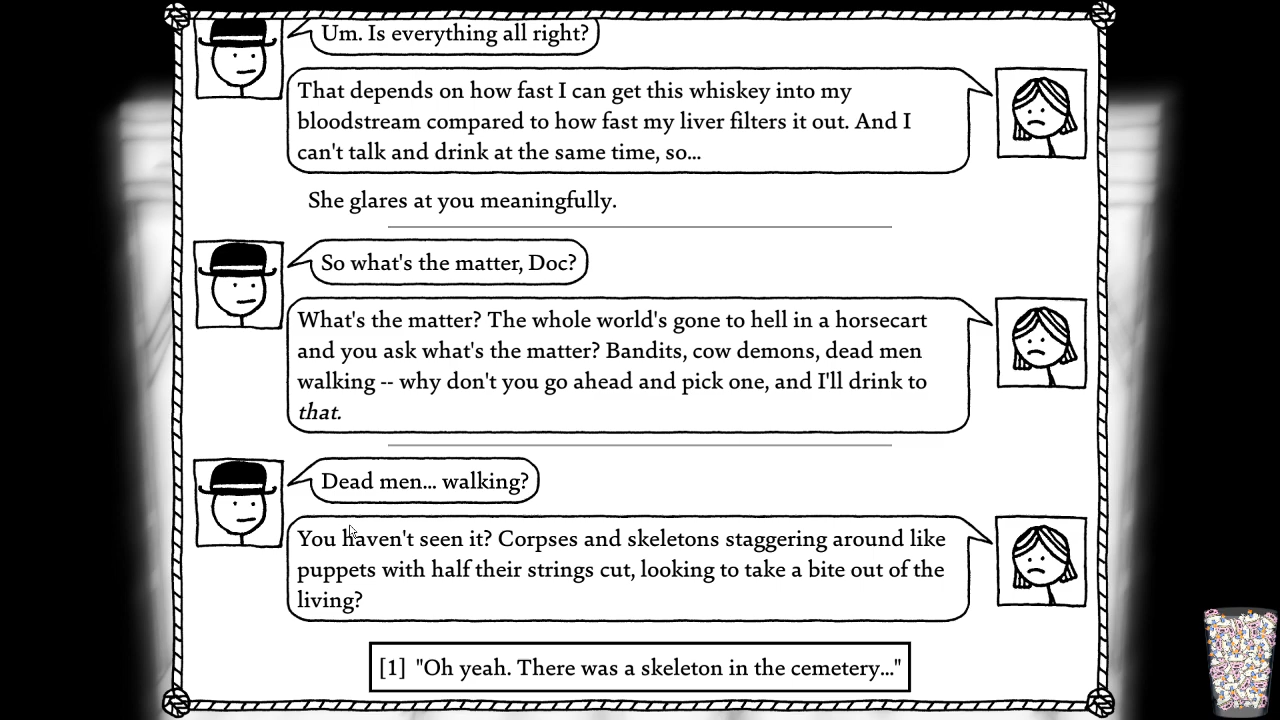 Um. Is everything all right?
That depends on how fast I can get this whiskey into my
bloodstream compared to how fast my liver filters it out. And I
can't talk and drink at the same time, so...
She glares at you meaningfully.
So what's the matter, Doc?
What's the matter? The whole world's gone to hell in a horsecart
and you ask what's the matter? Bandits, cow demons, dead men
walking -- why don't you go ahead and pick one, and I'll drink to
that.
Dead men... walking?
You haven't seen it? Corpses and skeletons staggering around like
puppets with half their strings cut, looking to take a bite out of the
living?
[1] "Oh yeah. There was a skeleton in the cemetery..."